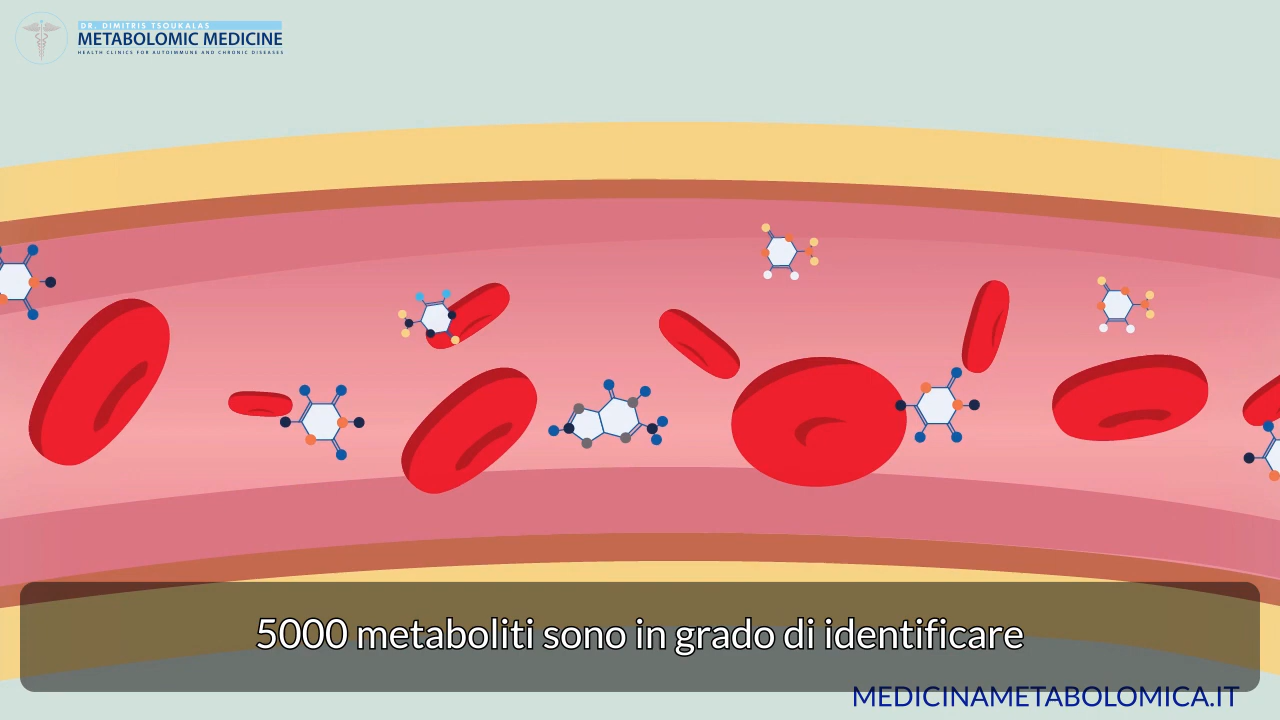 DR. DIMITRIS TSOUKALAS
METABOLOMIC MEDICINE
HEALTH CLINICS FOR AUTOIMMUNE AND CHRONIC DISEASES
5000 metaboliti sono in grado di identificare
MEDICINAMETABOLOMICA.IT